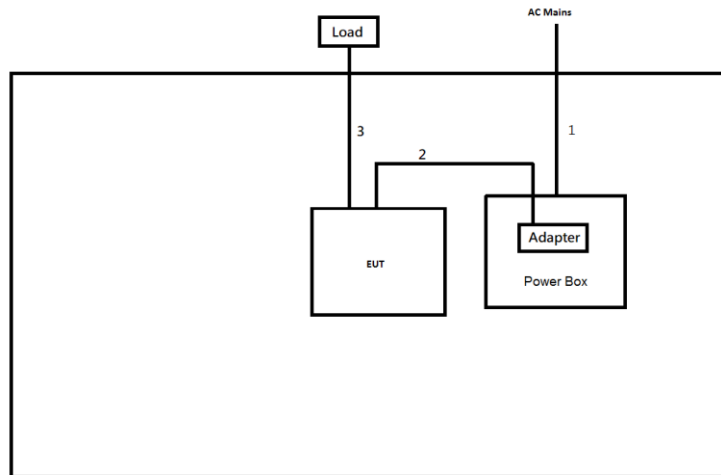 AC Mains
Load
3
1
2
Adapter
EUT
Power Box